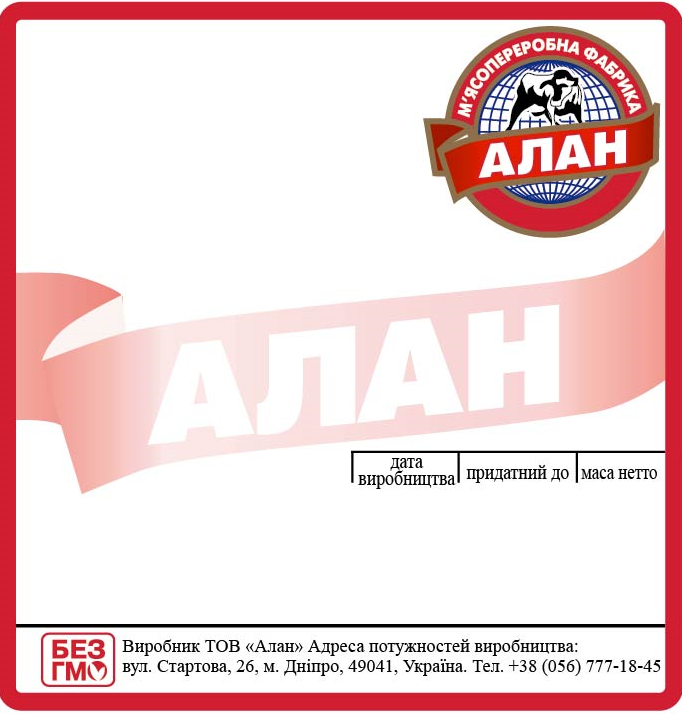 М'ЯСОПЕРЕРОБНА ФАБРИКА
АЛАН
АЛАН
дата
виробництва
придатний до
маса нетто
БЕЗ
ГМО
Виробник ТОВ «Алан» Адреса потужностей виробництва:
вул. Стартова, 26, м. Дніпро, 49041, Україна. Тел. +38 (056) 777-18-45